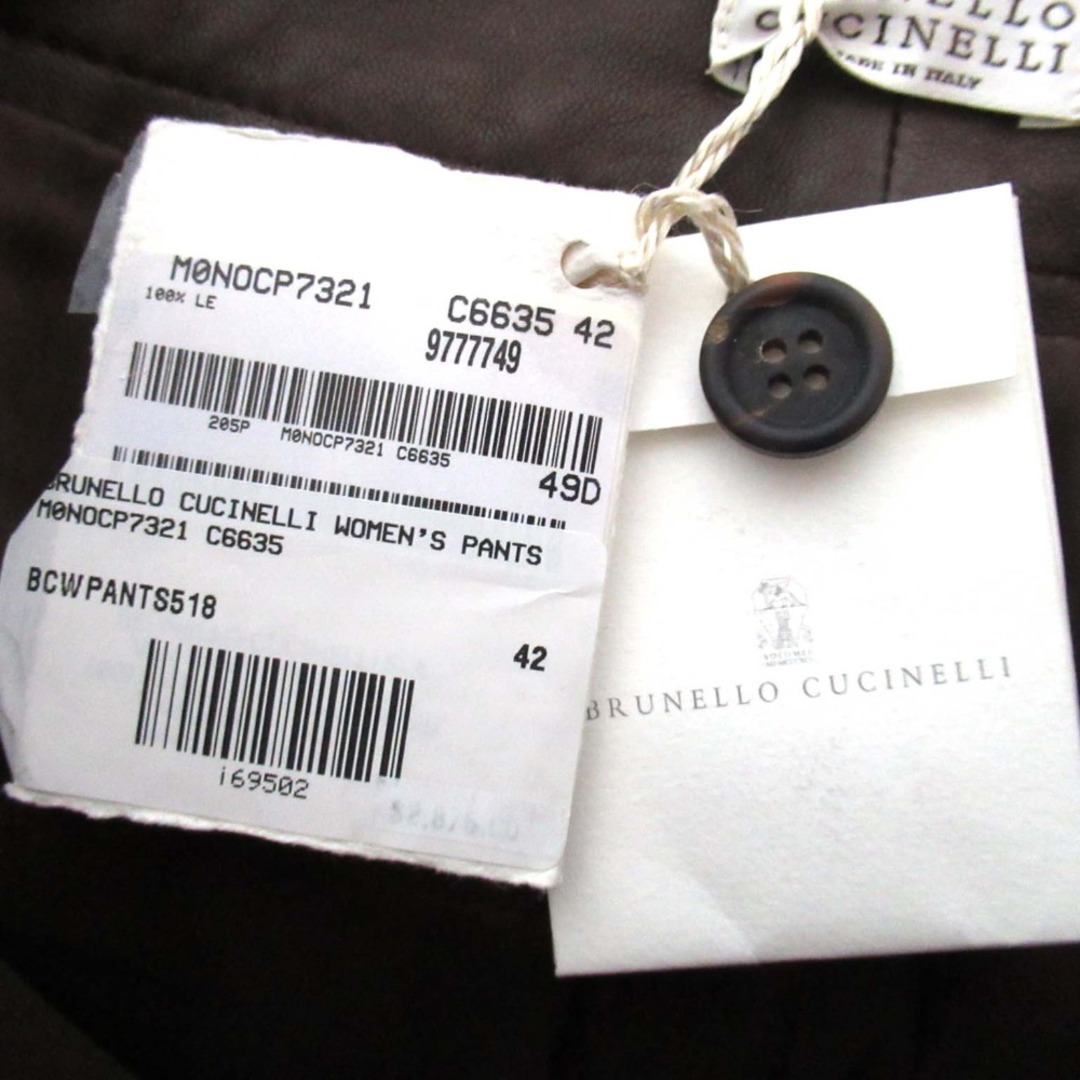 CUCINELLI
MADE IN ITALY
M0NOCP7321 C6635 42
100% LE
9777749
205P M0NOCP7321 C6635
49D
BRUNELLO CUCINELLI WOMEN'S PANTS
M0NOCP7321 C6635
BCWPANTS518
42
i69502
BRUNELLO CUCINELLI